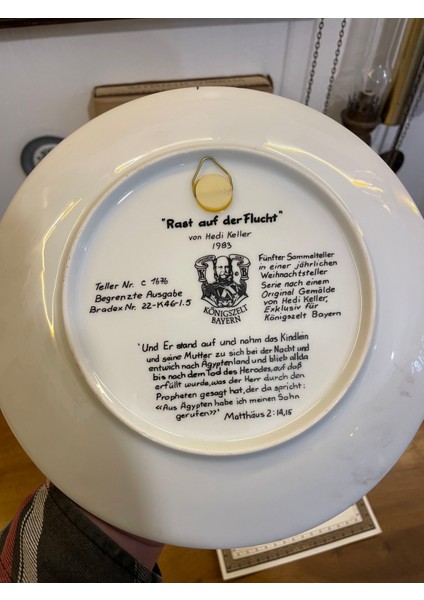 "Rast auf der Flucht"
von Hedi Keller
1983
Teller Nr. C 1676
Begrenzte Ausgabe
Bradex Nr. 22-K46-1.5
KÖNIGSZELT
BAYERN
Fünfter Sammelteller
in einer jährlichen
Weihnachtsteller
Serie nach einem
Original Gemälde
von Hedi Keller,
Exklusiv für
Königszelt Bayern
'Und Er stand auf und nahm das Kindlein
und seine Mutter zu sich bei der Nacht und
entwich nach Ägyptenland und blieb allda
bis nach dem Tod des Herodes, auf daß
erfüllt wurde, was der Herr durch den
Propheten gesagt hat, der da spricht:
«Aus Ägypten habe ich meinen Sohn
gerufen»'
Matthäus 2:14,15